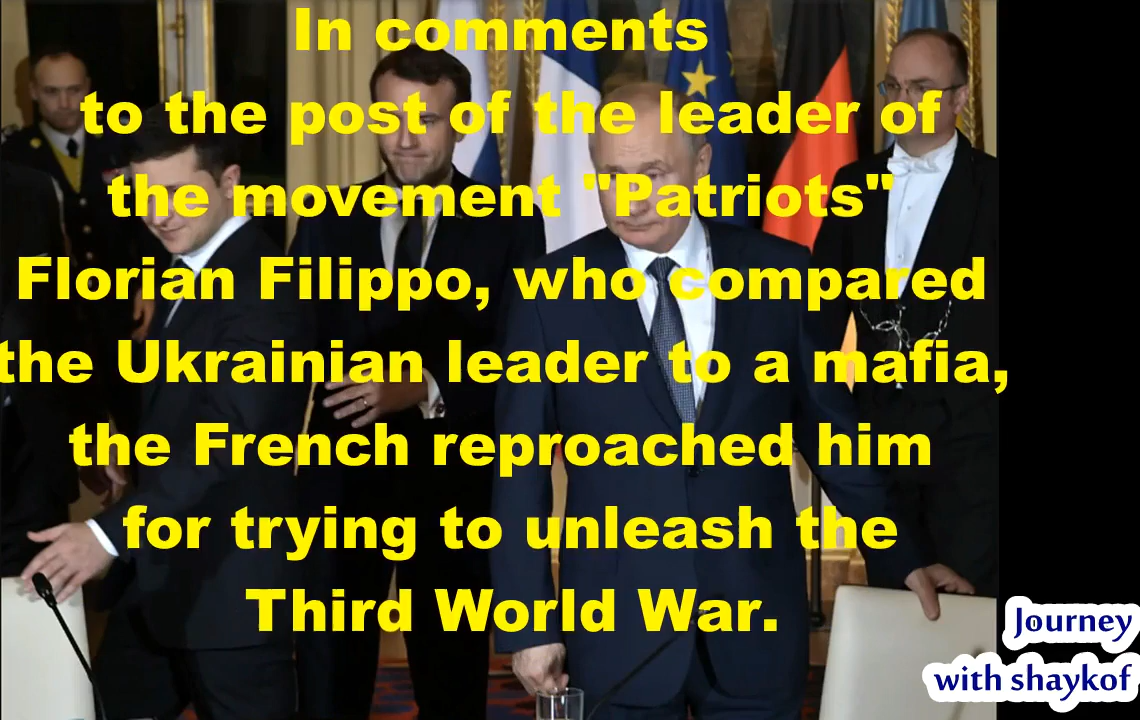 In comments
to the post of the leader of
the movement "Patriots"
Florian Filippo, who compared
the Ukrainian leader to a mafia,
the French reproached him
for trying to unleash the
Third World War.
Journey
with shaykof